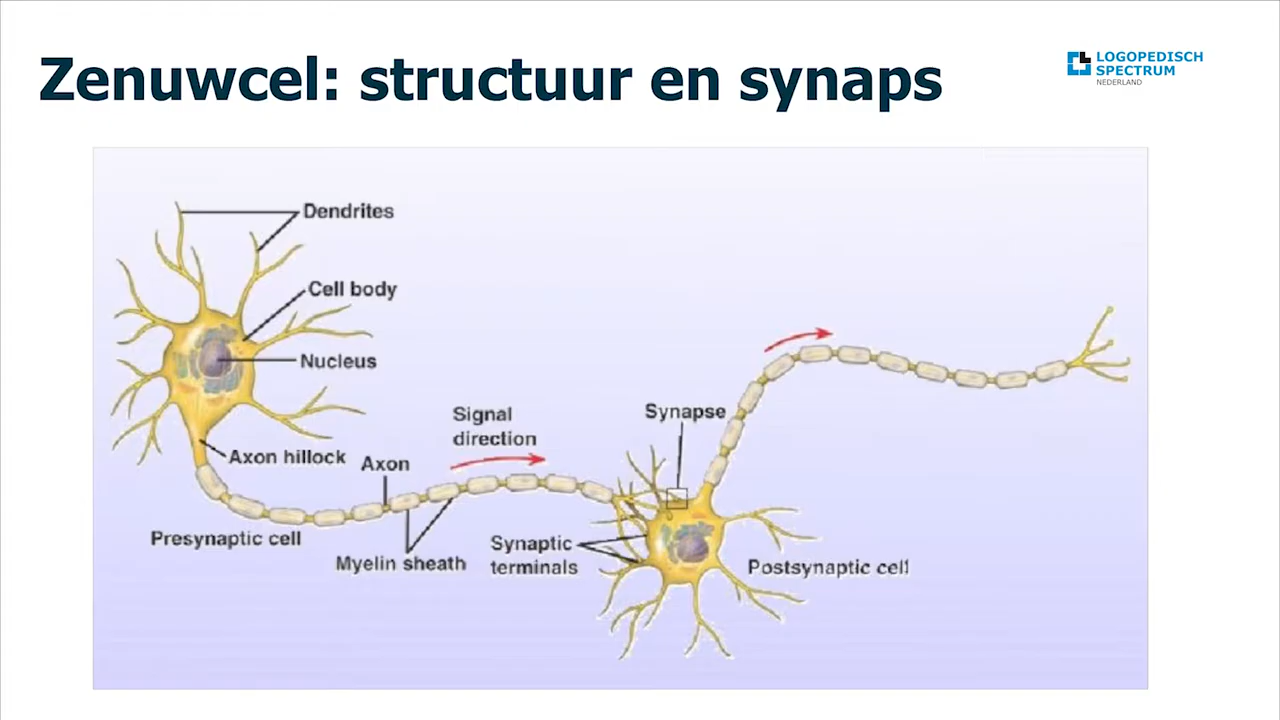 Zenuwcel: structuur en synaps
LOGOPEDISCH
SPECTRUM
NEDERLAND
Dendrites
Cell body
Nucleus
Axon hillock
Axon
Signal
direction
Synapse
Presynaptic cell
Myelin sheath
Synaptic
terminals
Postsynaptic cell